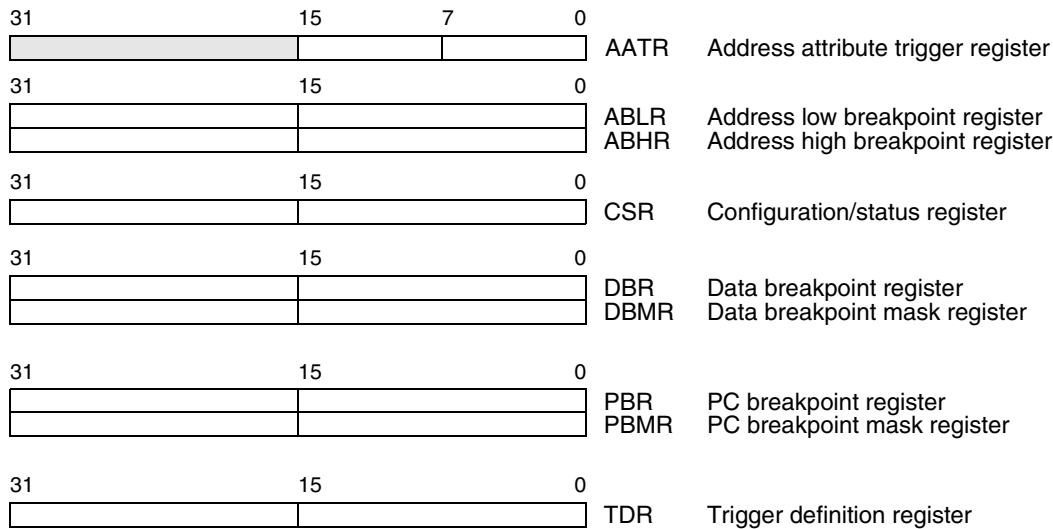 31 15 7 0
AATR Address attribute trigger register
31 15 0
ABLR Address low breakpoint register
ABHR Address high breakpoint register
31 15 0
CSR Configuration/status register
31 15 0
DBR Data breakpoint register
DBMR Data breakpoint mask register
31 15 0
PBR PC breakpoint register
PBMR PC breakpoint mask register
31 15 0
TDR Trigger definition register